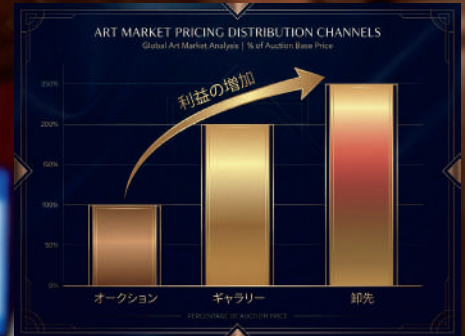 ART MARKET PRICING DISTRIBUTION CHANNELS
Global Art Market Analysis | % of Auction Base Price
利益の増加
250%
200%
150%
100%
50%
0%
オークション ギャラリー 卸先
PERCENTAGE OF AUCTION PRICE